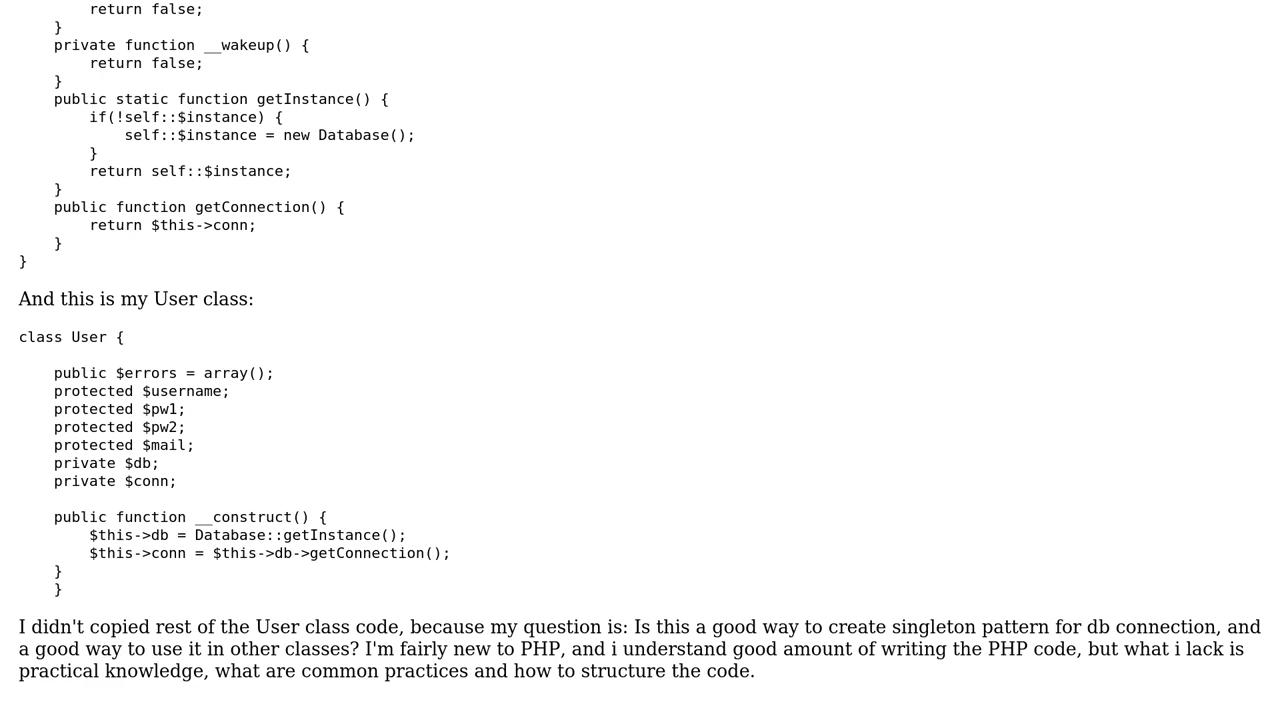 return false;
    }
    private function __wakeup() {
        return false;
    }
    public static function getInstance() {
        if(!self::$instance) {
            self::$instance = new Database();
        }
        return self::$instance;
    }
    public function getConnection() {
        return $this->conn;
    }
}
And this is my User class:
class User {
    public $errors = array();
    protected $username;
    protected $pw1;
    protected $pw2;
    protected $mail;
    private $db;
    private $conn;
    public function __construct() {
        $this->db = Database::getInstance();
        $this->conn = $this->db->getConnection();
    }
    }
I didn't copied rest of the User class code, because my question is: Is this a good way to create singleton pattern for db connection, and
a good way to use it in other classes? I'm fairly new to PHP, and i understand good amount of writing the PHP code, but what i lack is
practical knowledge, what are common practices and how to structure the code.